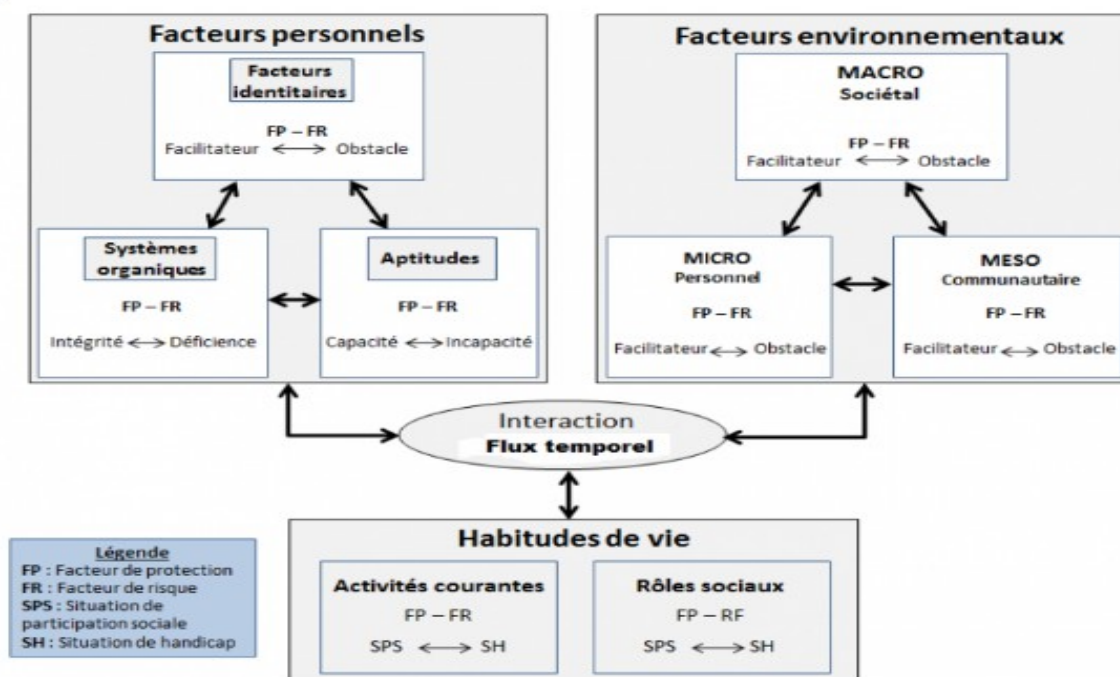 Facteurs personnels
Facteurs
identitaires
FP – FR
Facilitateur Obstacle
Systèmes
organiques
FP – FR
Intégrité Déficience
Aptitudes
FP – FR
Capacité Incapacité
Facteurs environnementaux
MACRO
Sociétal
FP – FR
Facilitateur Obstacle
MICRO
Personnel
FP – FR
Facilitateur Obstacle
MESO
Communautaire
FP – FR
Facilitateur Obstacle
Interaction
Flux temporel
Habitudes de vie
Activités courantes
FP – FR
SPS SH
Rôles sociaux
FP – RF
SPS SH
Légende
FP : Facteur de protection
FR : Facteur de risque
SPS : Situation de
participation sociale
SH : Situation de handicap